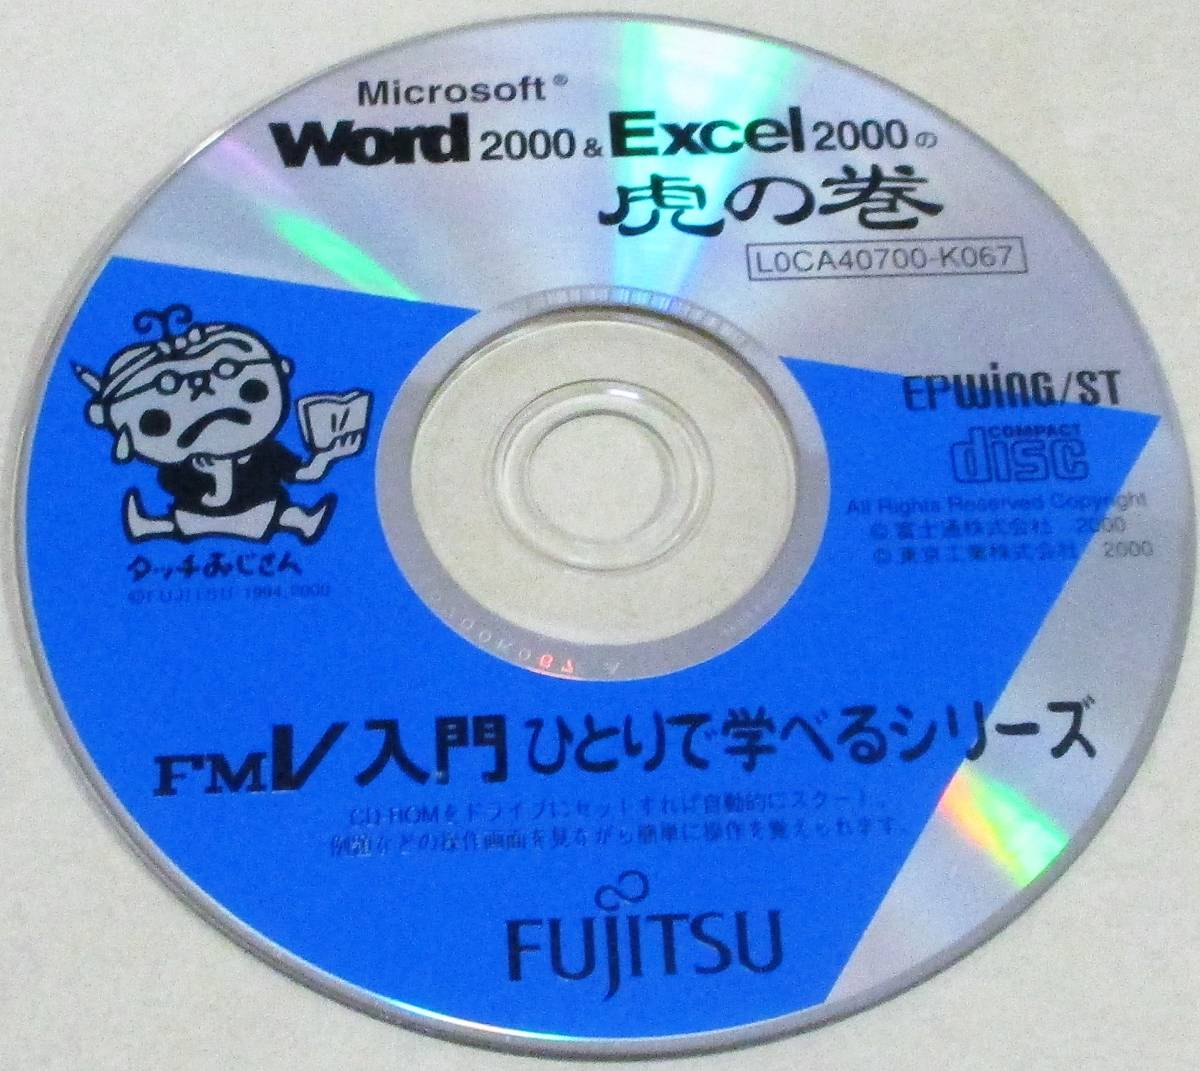 Microsoft®
Word 2000 & Excel 2000の
虎の巻
L0CA40700-K067
EPWING/ST
COMPACT
disc
All Rights Reserved Copyright
© 富士通株式会社 2000
© 東京工業株式会社 2000
J
タッチおじさん
©FUJITSU 1994,2000
FMV入門 ひとりで学べるシリーズ
CD-ROMをドライブにセットすれば自動的にスタート。
例題などの操作画面を見ながら簡単に操作を覚えられます。
FUJITSU